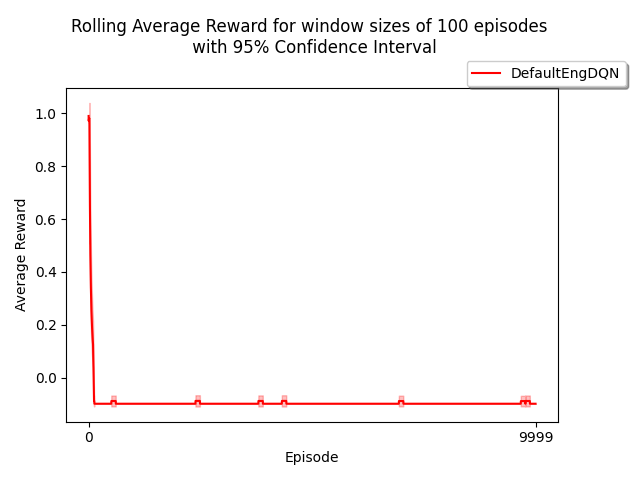 Rolling Average Reward for window sizes of 100 episodes
with 95% Confidence Interval
DefaultEngDQN
1.0
0.8
0.6
0.4
0.2
0.0
Average Reward
0
9999
Episode